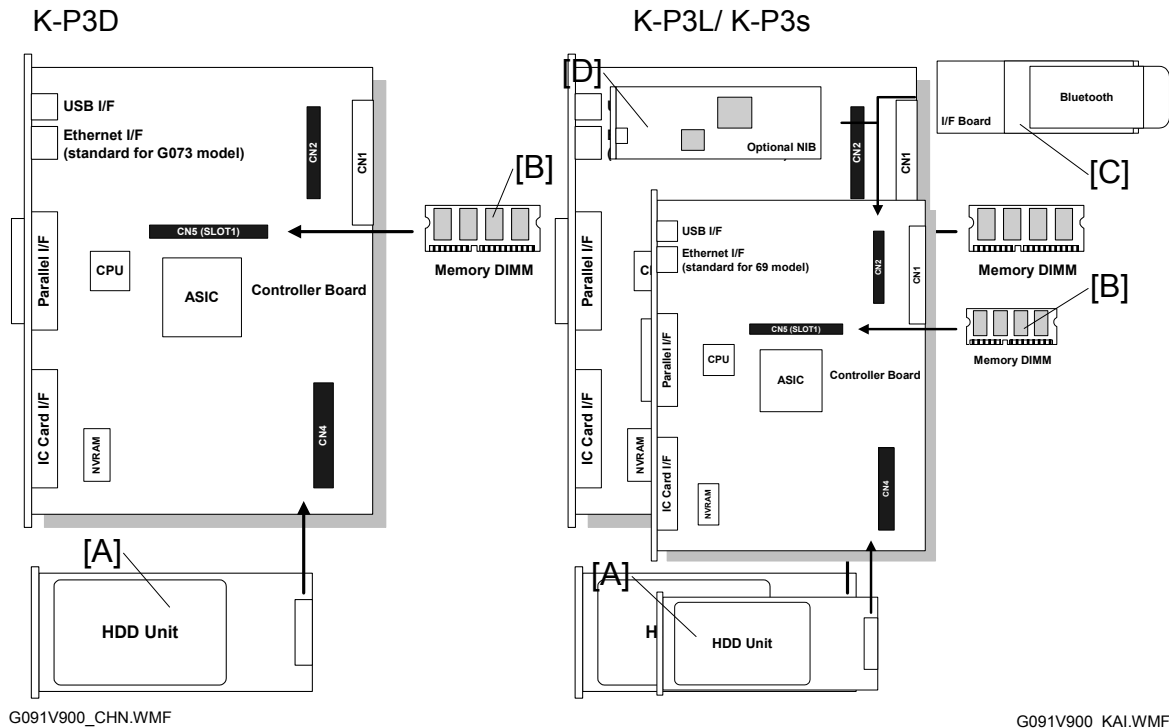 K-P3D
USB I/F
Ethernet I/F
(standard for G073 model)
CN2
CN1
[B]
CN5 (SLOT1)
Parallel I/F
CPU
ASIC
Controller Board
Memory DIMM
IC Card I/F
NVRAM
CN4
[A]
HDD Unit
G091V900_CHN.WMF
K-P3L/ K-P3s
[D]
Optional NIB
CN2
CN1
I/F Board
Bluetooth
[C]
Parallel I/F
USB I/F
Ethernet I/F
(standard for 69 model)
CN2
CN1
Memory DIMM
[B]
CN5 (SLOT1)
Parallel I/F
CPU
ASIC
Controller Board
Memory DIMM
IC Card I/F
NVRAM
IC Card I/F
NVRAM
CN4
[A]
HDD Unit
G091V900_KAI.WMF